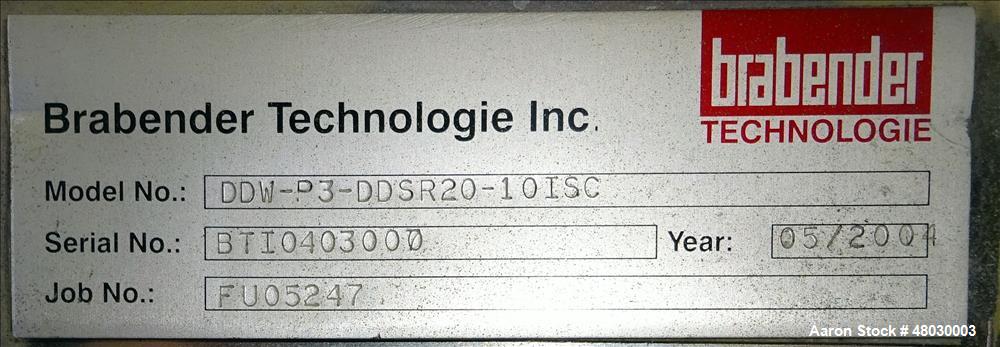 brabender
TECHNOLOGIE
Brabender Technologie Inc.
Model No.: DDW-P3-DDSR20-10ISC
Serial No.: BTI0403000 Year: 05/2004
Job No.: FU05247
Aaron Stock # 48030003